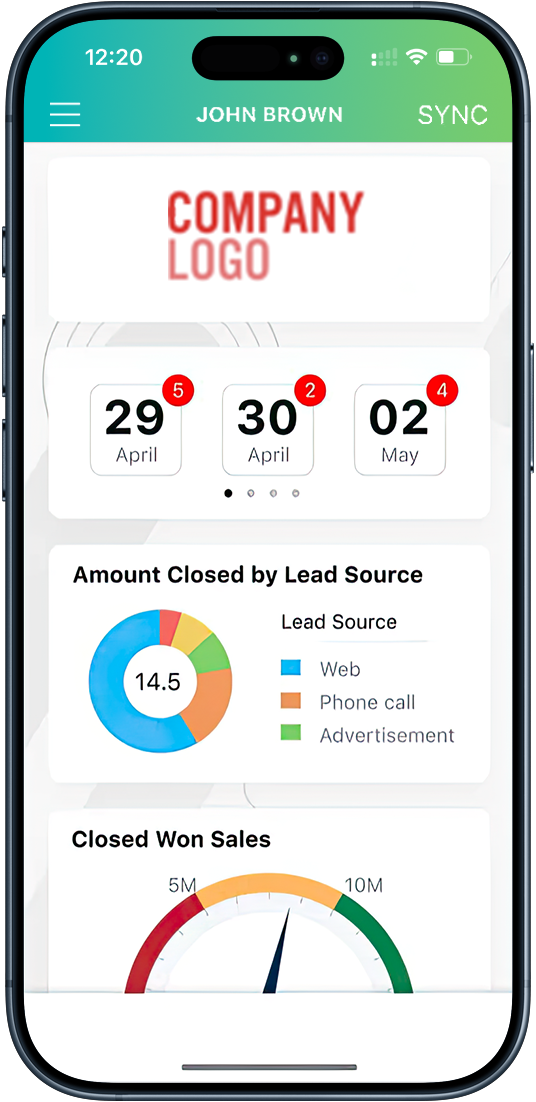 12:20
JOHN BROWN
SYNC
COMPANY
LOGO
5
2
4
29
30
02
April
April
May
Amount Closed by Lead Source
Lead Source
14.5
Web
Phone call
Advertisement
Closed Won Sales
5M
10M